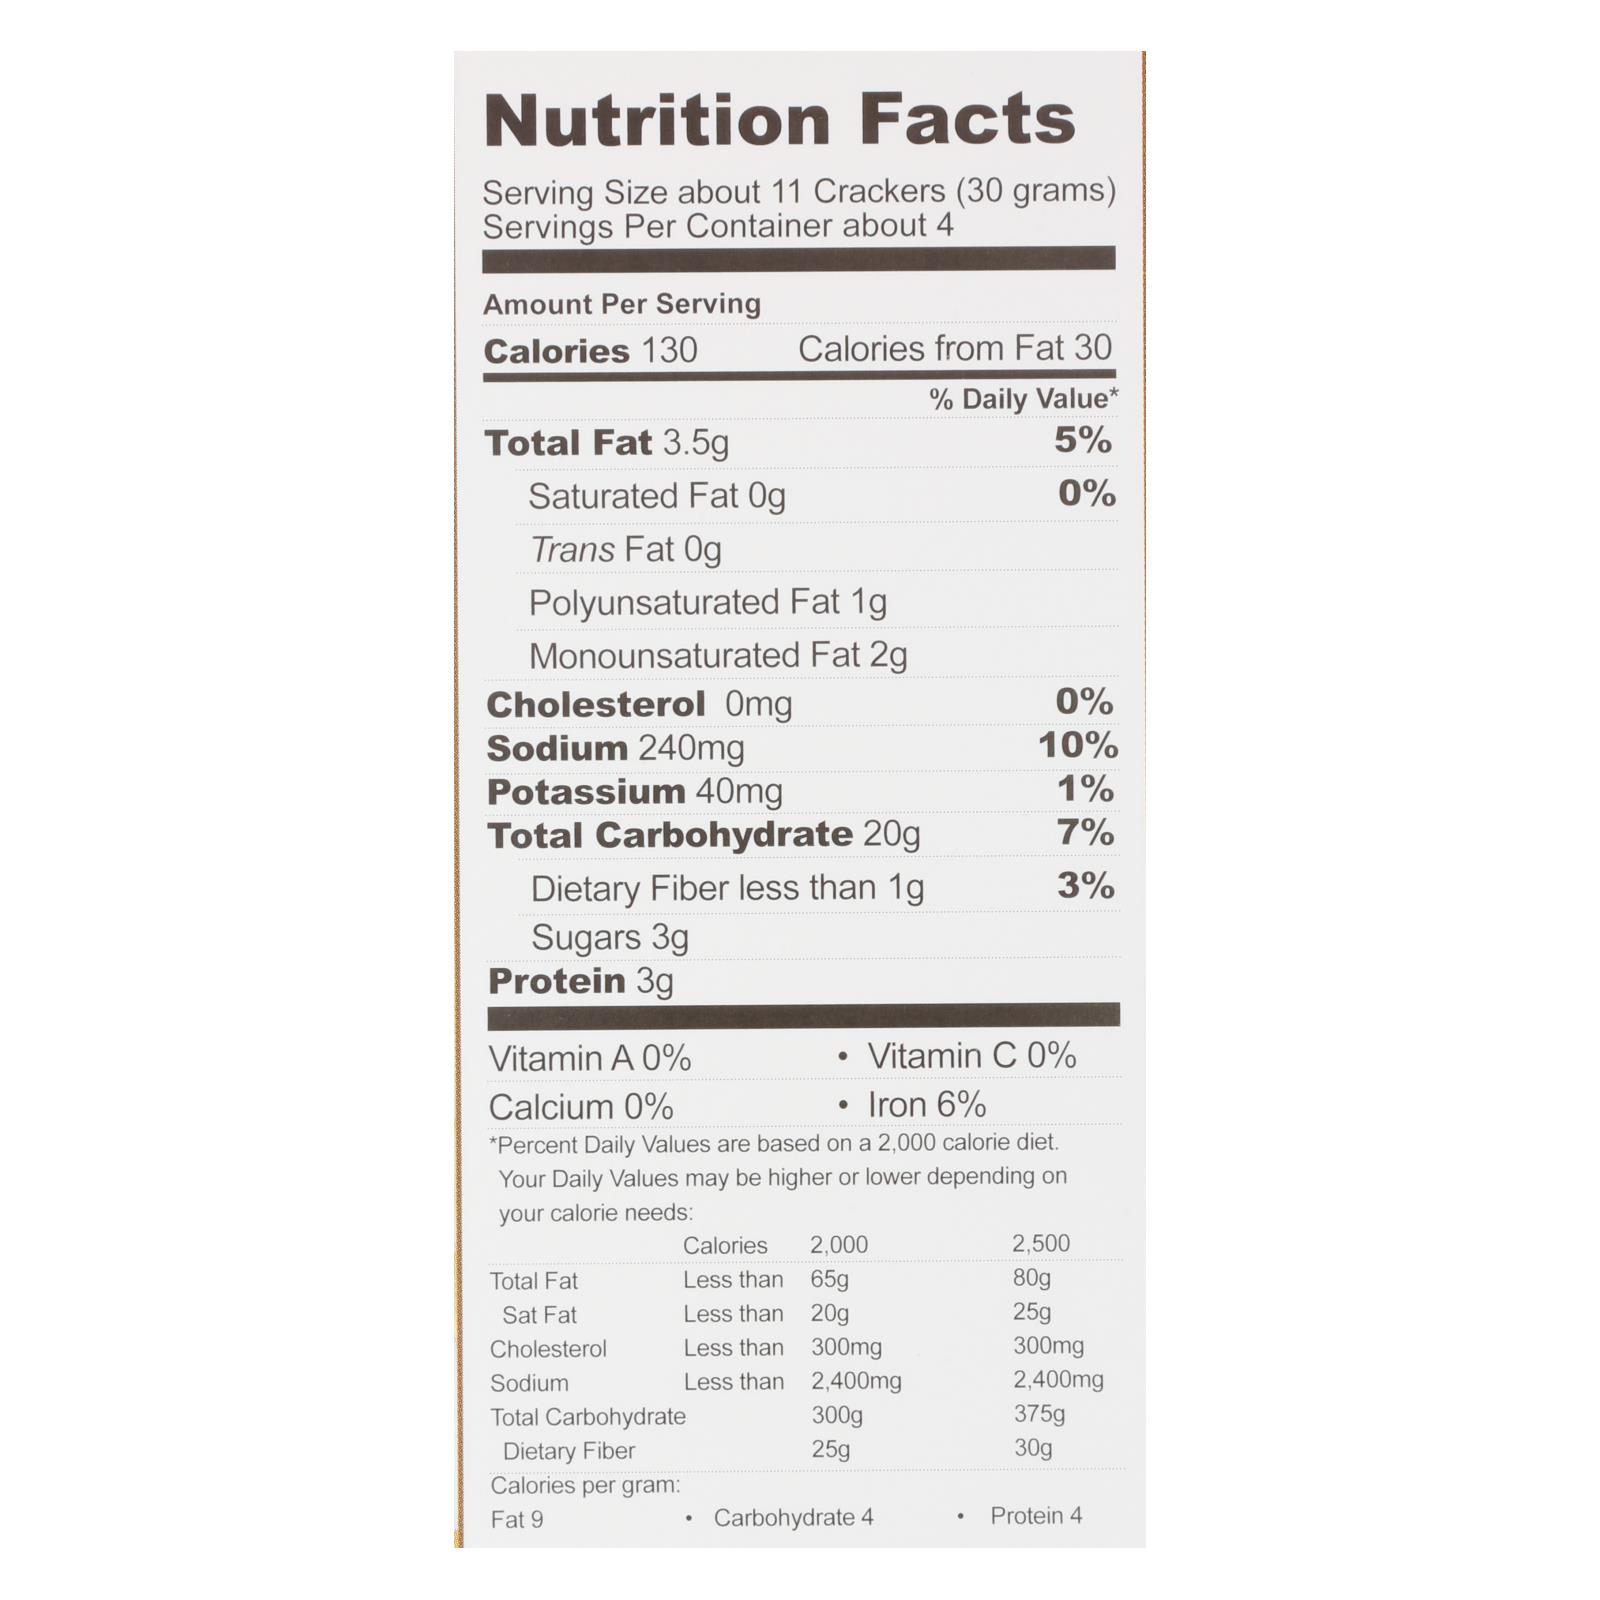 Nutrition Facts
Serving Size about 11 Crackers (30 grams)
Servings Per Container about 4
Amount Per Serving
Calories 130 Calories from Fat 30
% Daily Value*
Total Fat 3.5g 5%
Saturated Fat 0g 0%
Trans Fat 0g
Polyunsaturated Fat 1g
Monounsaturated Fat 2g
Cholesterol 0mg 0%
Sodium 240mg 10%
Potassium 40mg 1%
Total Carbohydrate 20g 7%
Dietary Fiber less than 1g 3%
Sugars 3g
Protein 3g
Vitamin A 0% • Vitamin C 0%
Calcium 0% • Iron 6%
*Percent Daily Values are based on a 2,000 calorie diet.
Your Daily Values may be higher or lower depending on
your calorie needs:
Calories 2,000 2,500
Total Fat Less than 65g 80g
Sat Fat Less than 20g 25g
Cholesterol Less than 300mg 300mg
Sodium Less than 2,400mg 2,400mg
Total Carbohydrate 300g 375g
Dietary Fiber 25g 30g
Calories per gram:
Fat 9 • Carbohydrate 4 • Protein 4